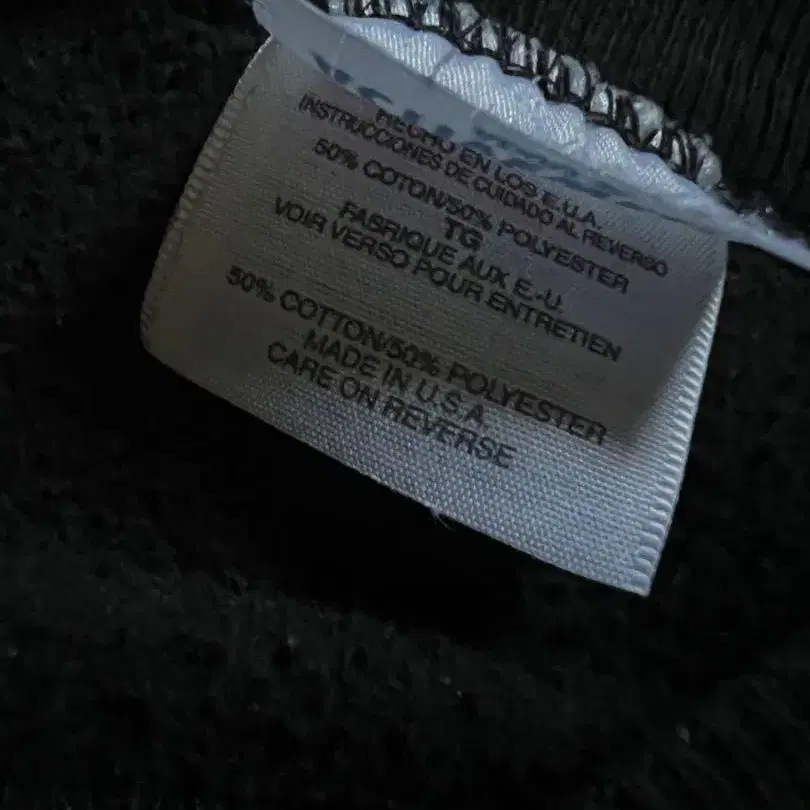 HECHO EN LOS E.U.A.
INSTRUCCIONES DE CUIDADO AL REVERSO
50% COTON/50% POLYESTER
TG
FABRIQUE AUX E.-U.
VOIR VERSO POUR ENTRETIEN
50% COTTON/50% POLYESTER
MADE IN U.S.A.
CARE ON REVERSE